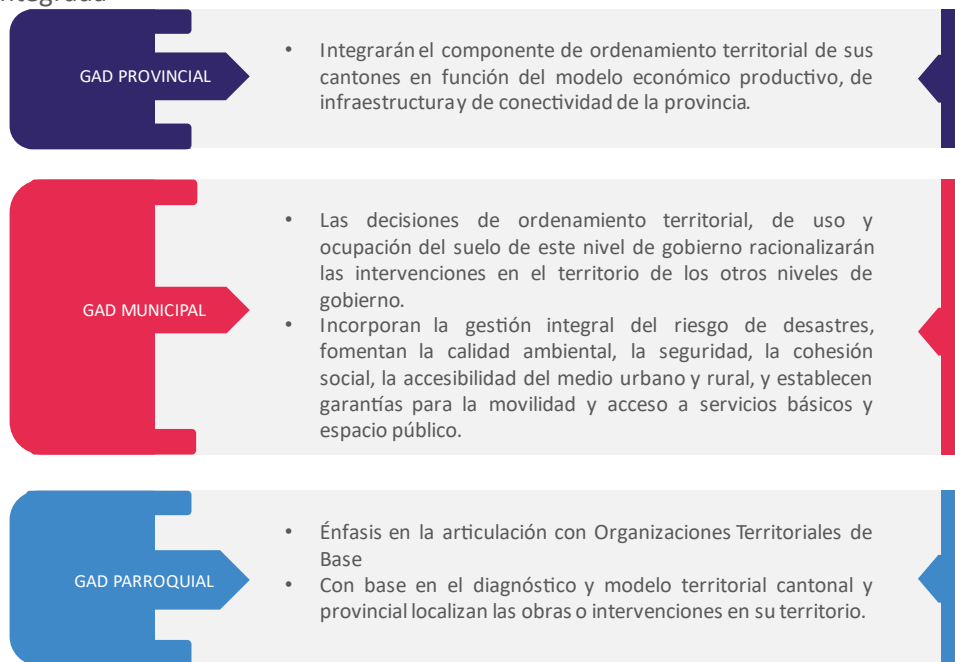 GAD PROVINCIAL
• Integrarán el componente de ordenamiento territorial de sus
cantones en función del modelo económico productivo, de
infraestructura y de conectividad de la provincia.
GAD MUNICIPAL
• Las decisiones de ordenamiento territorial, de uso y
ocupación del suelo de este nivel de gobierno racionalizarán
las intervenciones en el territorio de los otros niveles de
gobierno.
• Incorporan la gestión integral del riesgo de desastres,
fomentan la calidad ambiental, la seguridad, la cohesión
social, la accesibilidad del medio urbano y rural, y establecen
garantías para la movilidad y acceso a servicios básicos y
espacio público.
GAD PARROQUIAL
• Énfasis en la articulación con Organizaciones Territoriales de
Base
• Con base en el diagnóstico y modelo territorial cantonal y
provincial localizan las obras o intervenciones en su territorio.